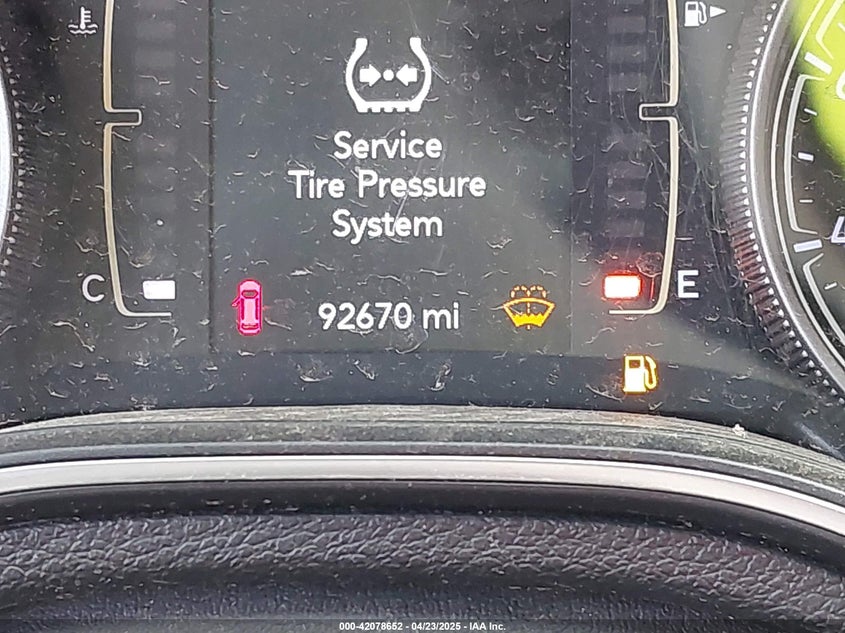 Service
Tire Pressure
System
C
E
92670 mi
000-42078652 - 04/23/2025 - IAA Inc.